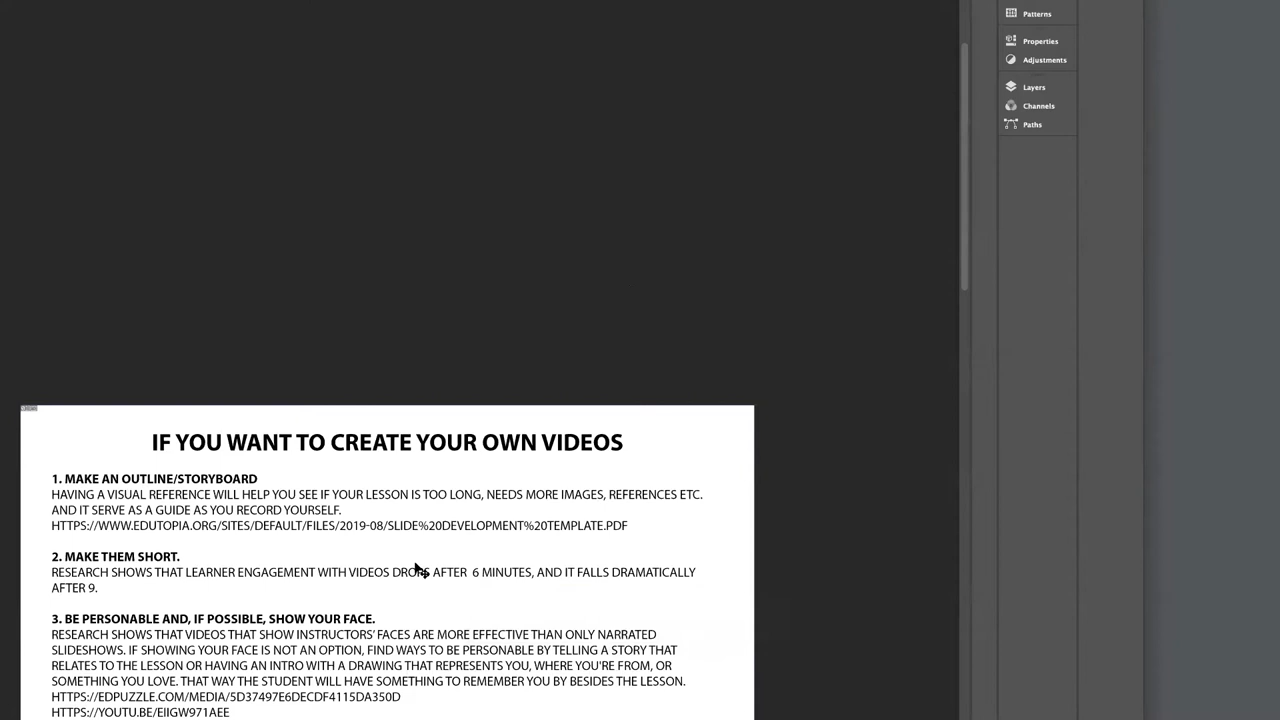 Patterns
Properties
Adjustments
Layers
Channels
Paths
IF YOU WANT TO CREATE YOUR OWN VIDEOS
1. MAKE AN OUTLINE/STORYBOARD
HAVING A VISUAL REFERENCE WILL HELP YOU SEE IF YOUR LESSON IS TOO LONG, NEEDS MORE IMAGES, REFERENCES ETC.
AND IT SERVE AS A GUIDE AS YOU RECORD YOURSELF.
HTTPS://WWW.EDUTOPIA.ORG/SITES/DEFAULT/FILES/2019-08/SLIDE%20DEVELOPMENT%20TEMPLATE.PDF
2. MAKE THEM SHORT.
RESEARCH SHOWS THAT LEARNER ENGAGEMENT WITH VIDEOS DROPS AFTER 6 MINUTES, AND IT FALLS DRAMATICALLY
AFTER 9.
3. BE PERSONABLE AND, IF POSSIBLE, SHOW YOUR FACE.
RESEARCH SHOWS THAT VIDEOS THAT SHOW INSTRUCTORS' FACES ARE MORE EFFECTIVE THAN ONLY NARRATED
SLIDESHOWS. IF SHOWING YOUR FACE IS NOT AN OPTION, FIND WAYS TO BE PERSONABLE BY TELLING A STORY THAT
RELATES TO THE LESSON OR HAVING AN INTRO WITH A DRAWING THAT REPRESENTS YOU, WHERE YOU'RE FROM, OR
SOMETHING YOU LOVE. THAT WAY THE STUDENT WILL HAVE SOMETHING TO REMEMBER YOU BY BESIDES THE LESSON.
HTTPS://EDPUZZLE.COM/MEDIA/5D37497E6DECDF4115DA350D
HTTPS://YOUTU.BE/EIIGW971AEE